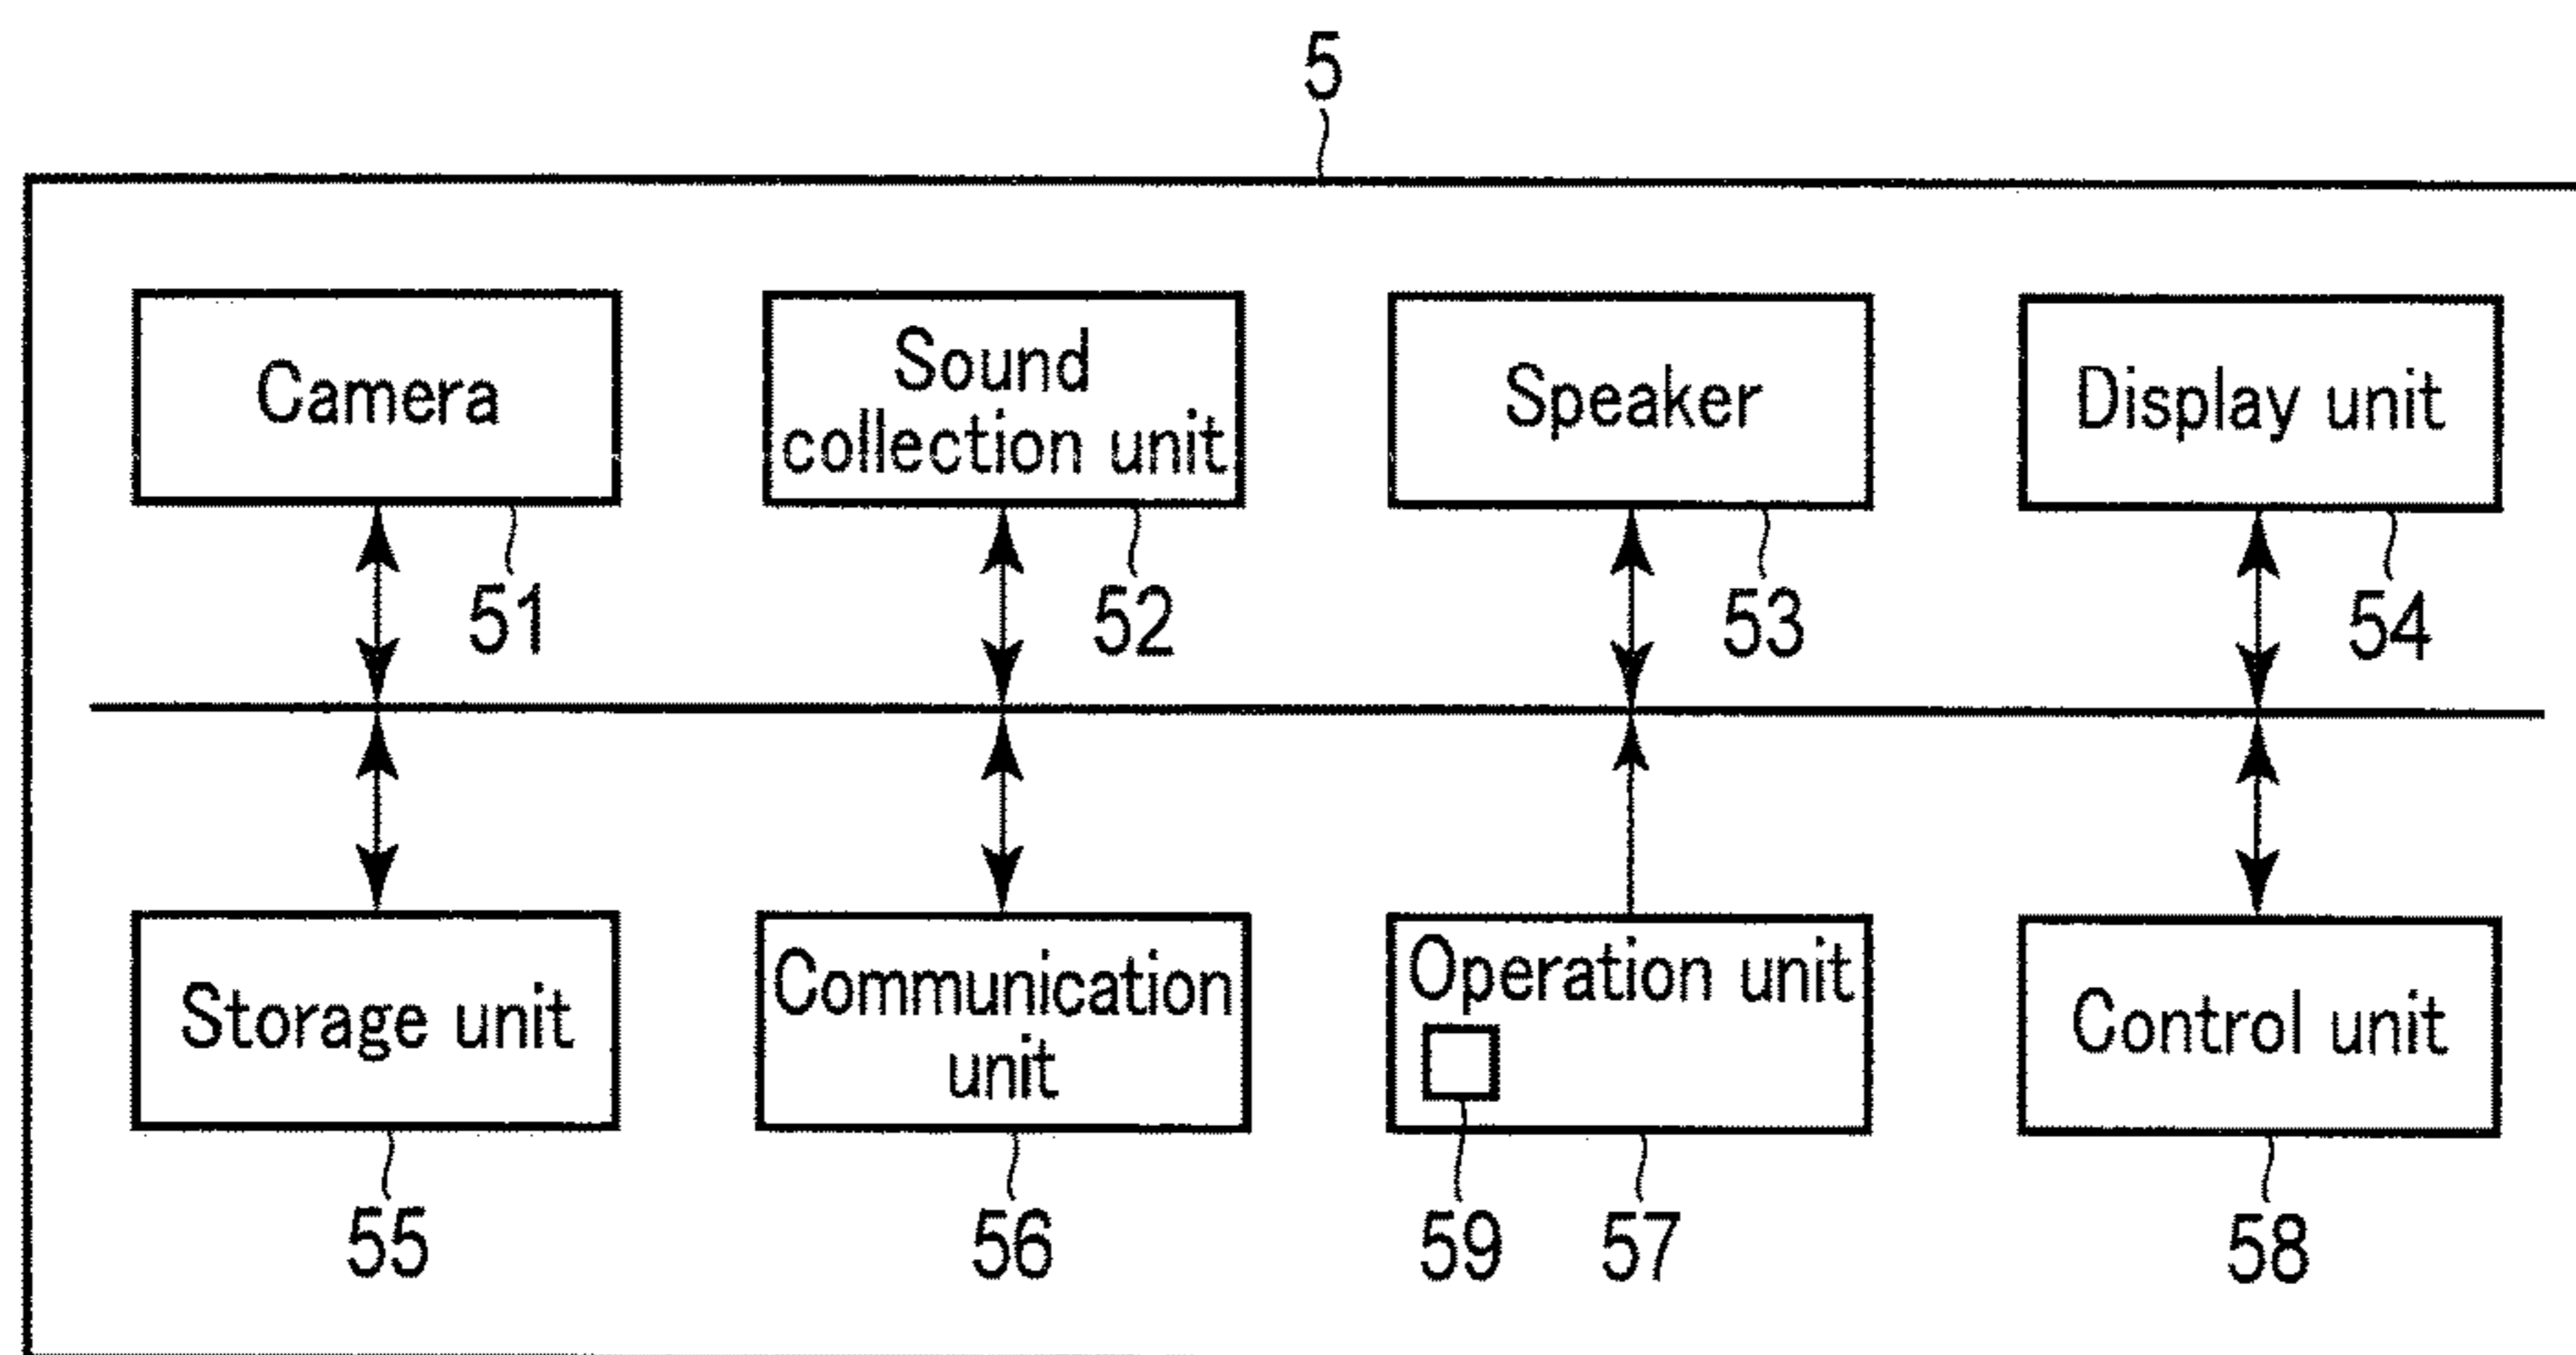 5
Camera
Sound
collection unit
Speaker
Display unit
51
52
53
54
Storage unit
Communication
unit
Operation unit
Control unit
55
56
59
57
58